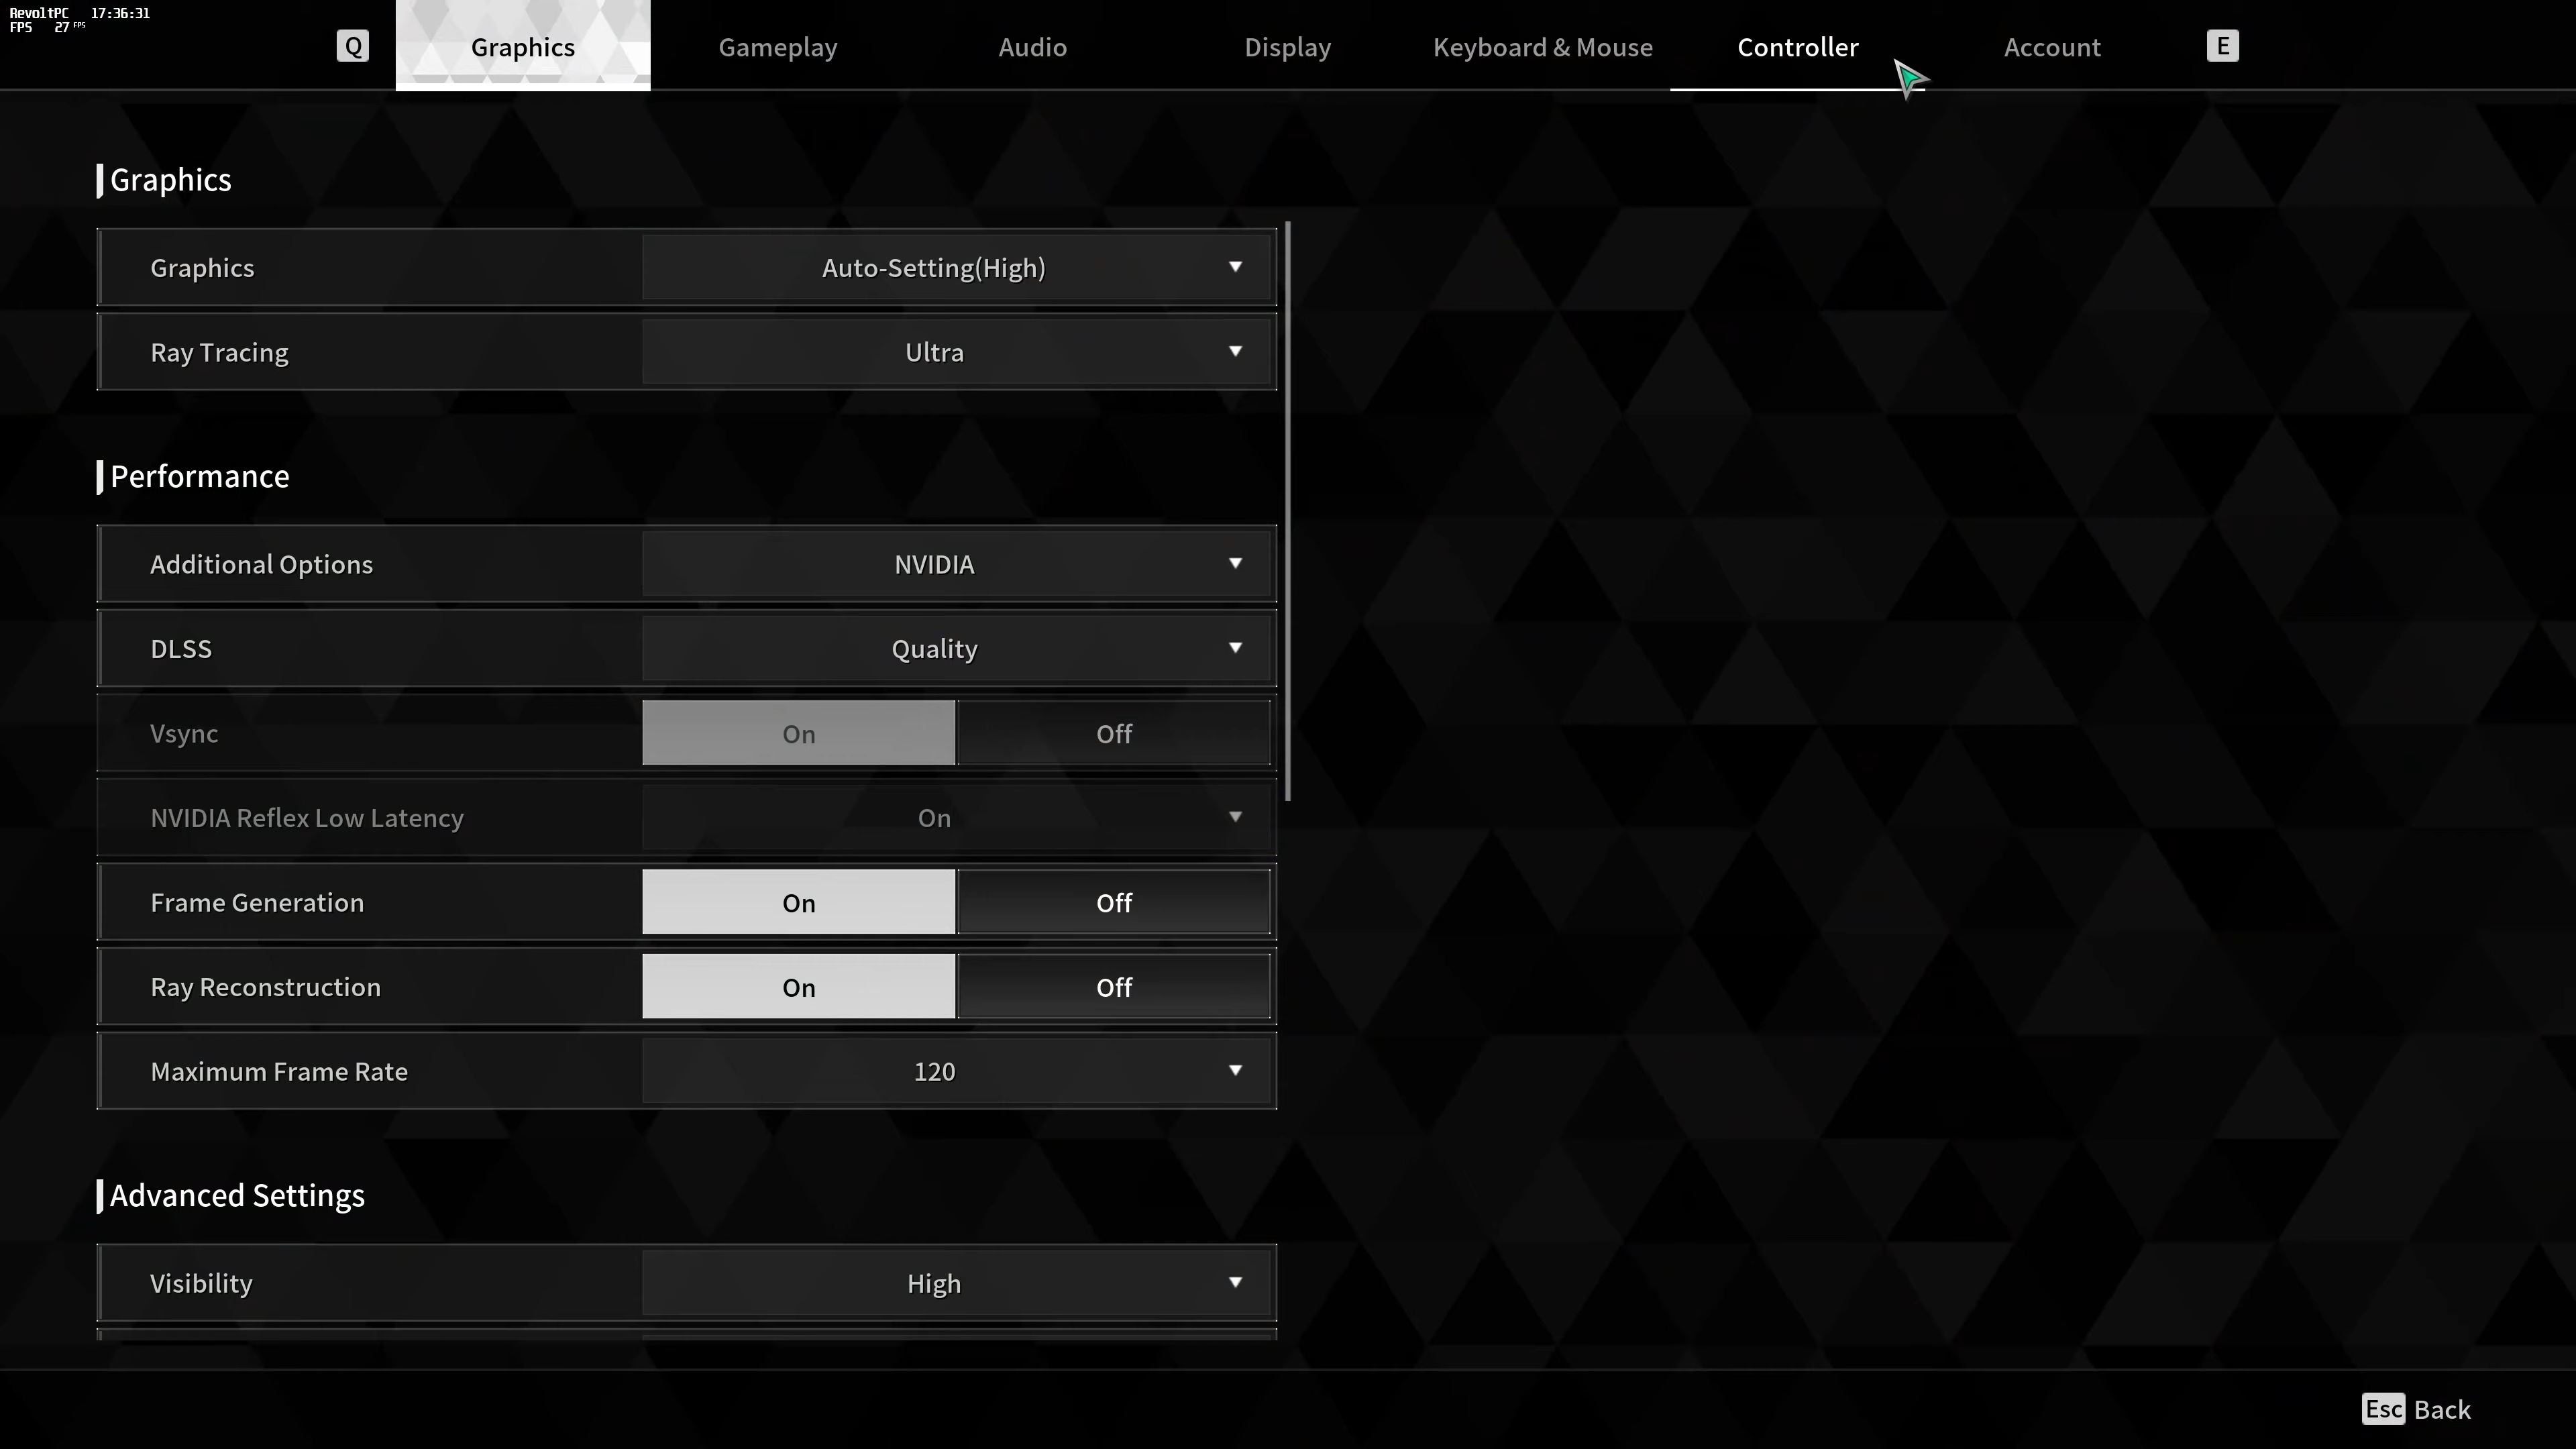 RevoltPC 17:36:31
FPS 27 FPS
Q
Graphics
Gameplay
Audio
Display
Keyboard & Mouse
Controller
Account
E
Graphics
Graphics Auto-Setting(High)
Ray Tracing Ultra
Performance
Additional Options NVIDIA
DLSS Quality
Vsync On Off
NVIDIA Reflex Low Latency On
Frame Generation On Off
Ray Reconstruction On Off
Maximum Frame Rate 120
Advanced Settings
Visibility High
Esc Back